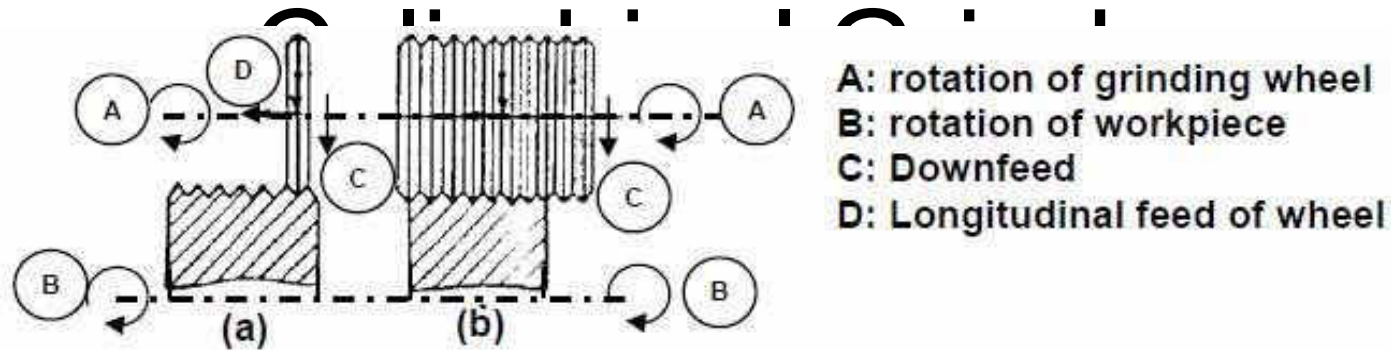 A: rotation of grinding wheel
B: rotation of workpiece
C: Downfeed
D: Longitudinal feed of wheel
A
D
C
A
C
B
B
(a)
(b)